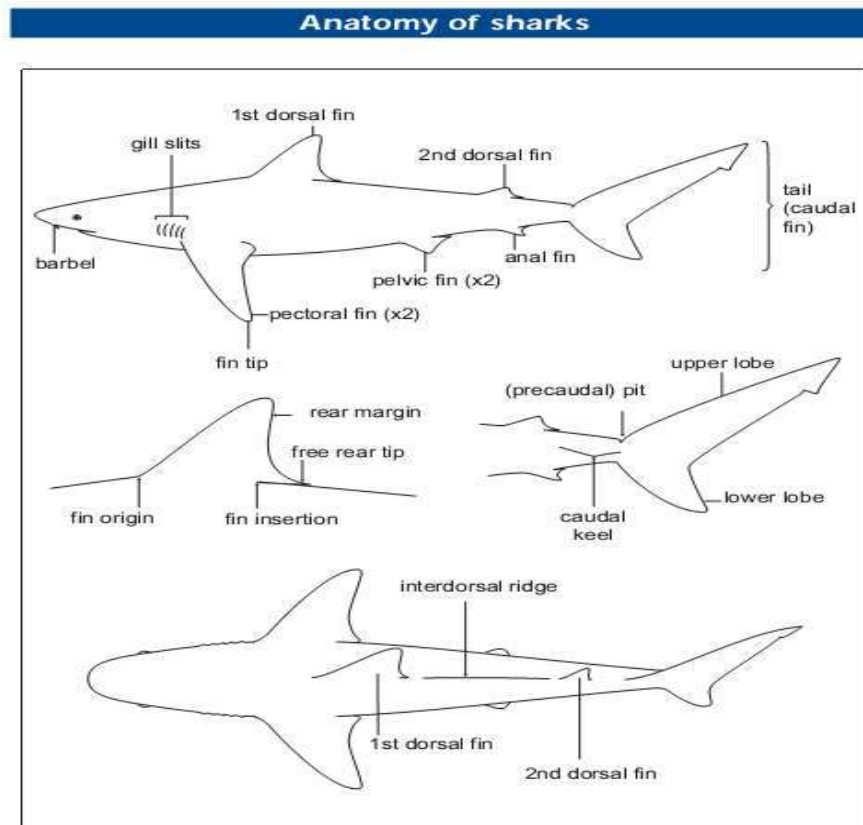 Anatomy of sharks
1st dorsal fin
gill slits
2nd dorsal fin
tail
(caudal
fin)
barbel
anal fin
pelvic fin (x2)
pectoral fin (x2)
fin tip
upper lobe
(precaudal) pit
rear margin
free rear tip
lower lobe
fin origin
fin insertion
caudal
keel
interdorsal ridge
1st dorsal fin
2nd dorsal fin